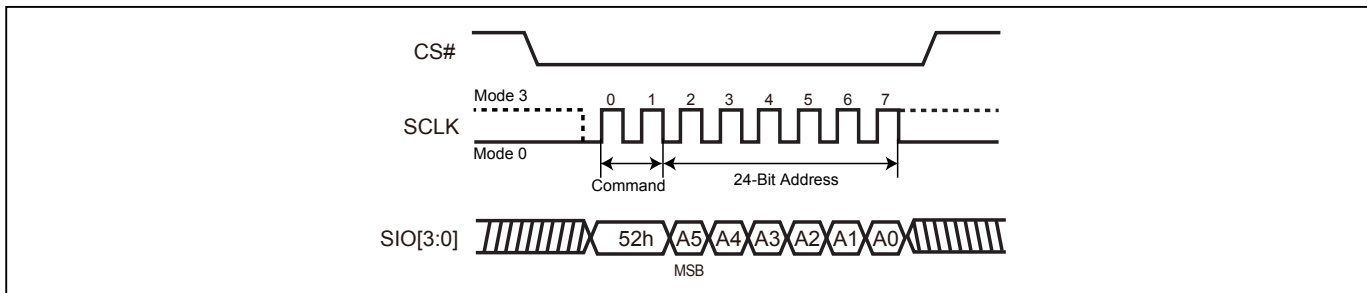 CS#
Mode 3
0 1 2 3 4 5 6 7
SCLK
Mode 0
Command
24-Bit Address
SIO[3:0]
52h A5 A4 A3 A2 A1 A0
MSB